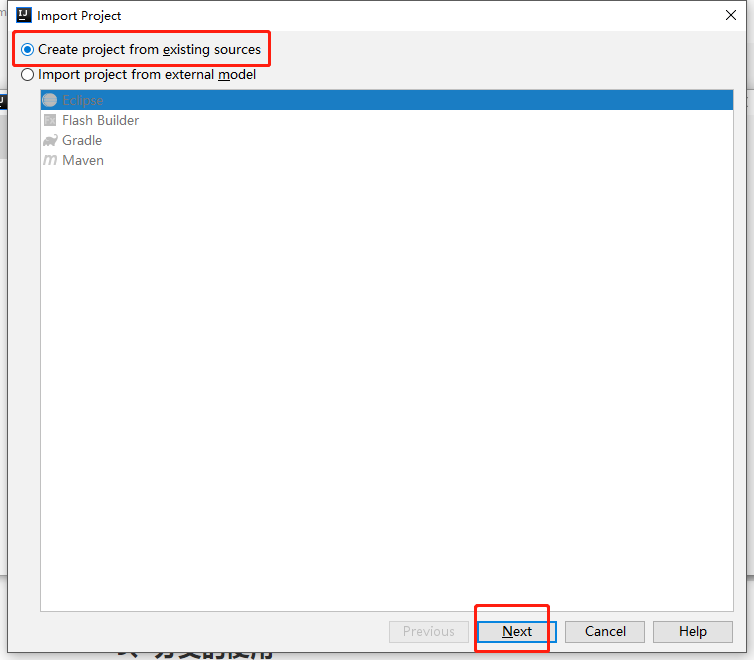 Import Project
Create project from existing sources
Import project from external model
Eclipse
Flash Builder
Gradle
Maven
Previous
Next
Cancel
Help